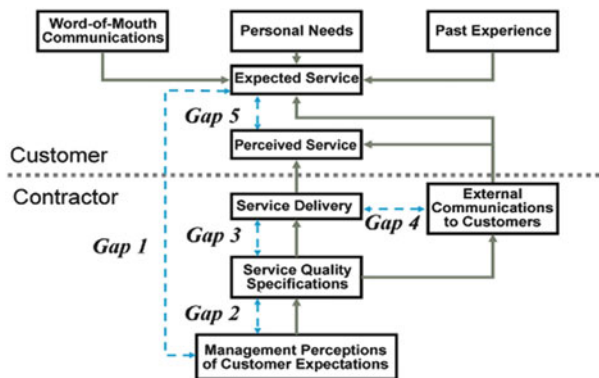 Word-of-Mouth
Communications
Personal Needs
Past Experience
Expected Service
Gap 5
Perceived Service
Customer
Contractor
Service Delivery
External
Communications
to Customers
Gap 4
Gap 1
Gap 3
Service Quality
Specifications
Gap 2
Management Perceptions
of Customer Expectations